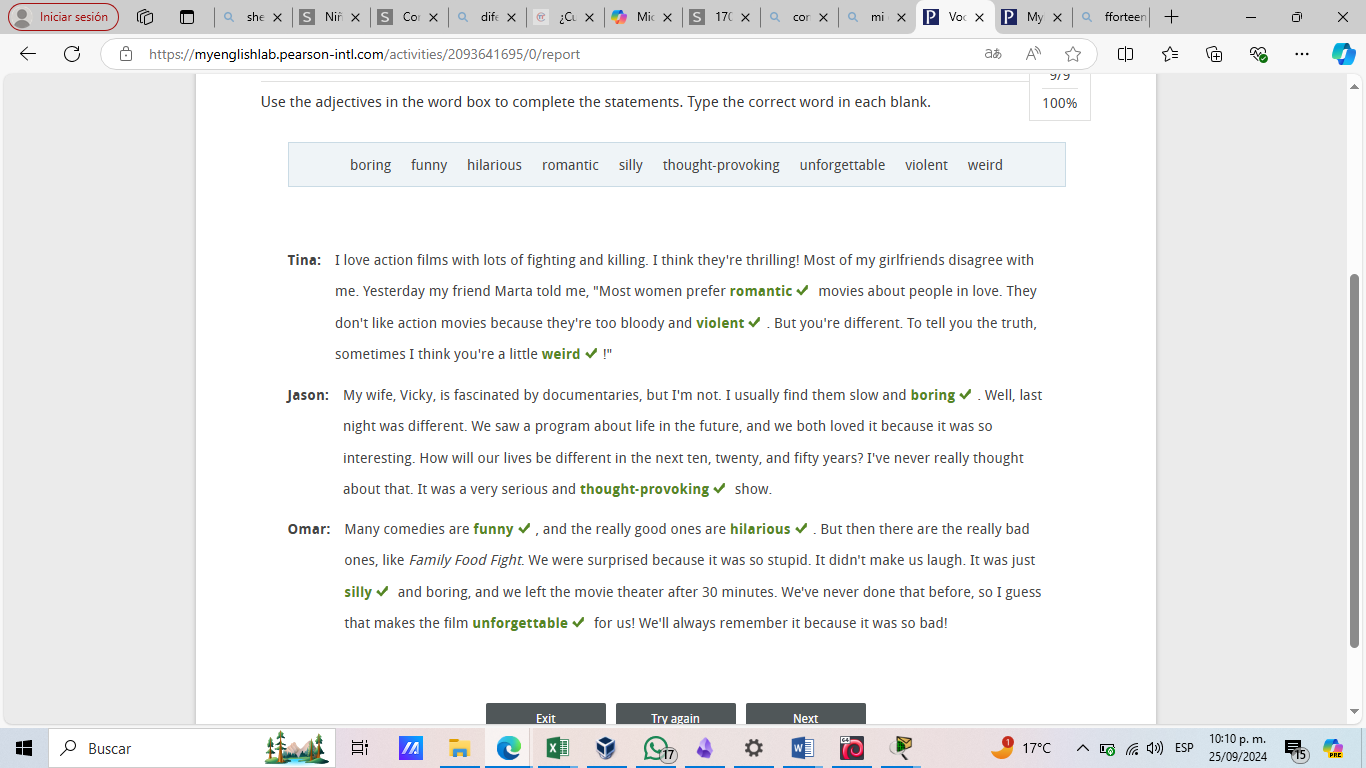 she
Niñ
Cor
dife
¿Cu
Mic
170
cor
mi
Voc
My
fforteen
Iniciar sesión
https://myenglishlab.pearson-intl.com/activities/2093641695/0/report
9/9
100%
Use the adjectives in the word box to complete the statements. Type the correct word in each blank.
boring funny hilarious romantic silly thought-provoking unforgettable violent weird
Tina: I love action films with lots of fighting and killing. I think they're thrilling! Most of my girlfriends disagree with
me. Yesterday my friend Marta told me, "Most women prefer romantic movies about people in love. They
don't like action movies because they're too bloody and violent . But you're different. To tell you the truth,
sometimes I think you're a little weird !"
Jason: My wife, Vicky, is fascinated by documentaries, but I'm not. I usually find them slow and boring . Well, last
night was different. We saw a program about life in the future, and we both loved it because it was so
interesting. How will our lives be different in the next ten, twenty, and fifty years? I've never really thought
about that. It was a very serious and thought-provoking show.
Omar: Many comedies are funny , and the really good ones are hilarious . But then there are the really bad
ones, like Family Food Fight. We were surprised because it was so stupid. It didn't make us laugh. It was just
silly and boring, and we left the movie theater after 30 minutes. We've never done that before, so I guess
that makes the film unforgettable for us! We'll always remember it because it was so bad!
Exit Try again Next
Buscar
17
1
17°C
ESP
10:10 p. m.
25/09/2024
15
PRE